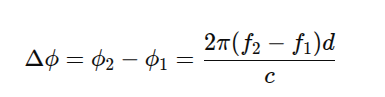 Δϕ = ϕ₂ − ϕ₁ = 2π(f₂ − f₁)d / c